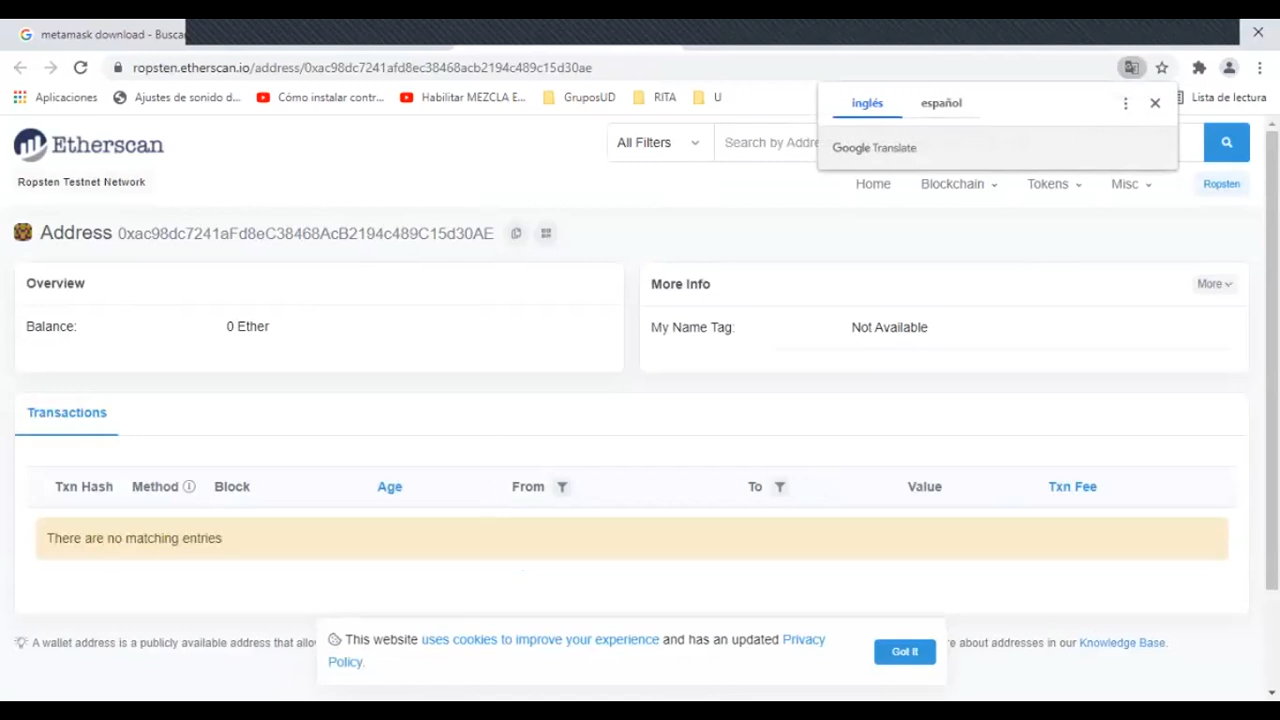 metamask download - Busca
ropsten.etherscan.io/address/0xac98dc7241afd8ec38468acb2194c489c15d30ae
Aplicaciones
Ajustes de sonido d...
Cómo instalar contr...
Habilitar MEZCLA E...
GruposUD
RITA
U
Lista de lectura
inglés español
Google Translate
Etherscan
All Filters
Search by Addre
Ropsten Testnet Network
Home
Blockchain
Tokens
Misc
Ropsten
Address 0xac98dc7241aFd8eC38468AcB2194c489C15d30AE
Overview
Balance: 0 Ether
More Info
More
My Name Tag: Not Available
Transactions
Txn Hash Method Block Age From To Value Txn Fee
There are no matching entries
A wallet address is a publicly available address that allo
e about addresses in our Knowledge Base.
This website uses cookies to improve your experience and has an updated Privacy
Policy.
Got It